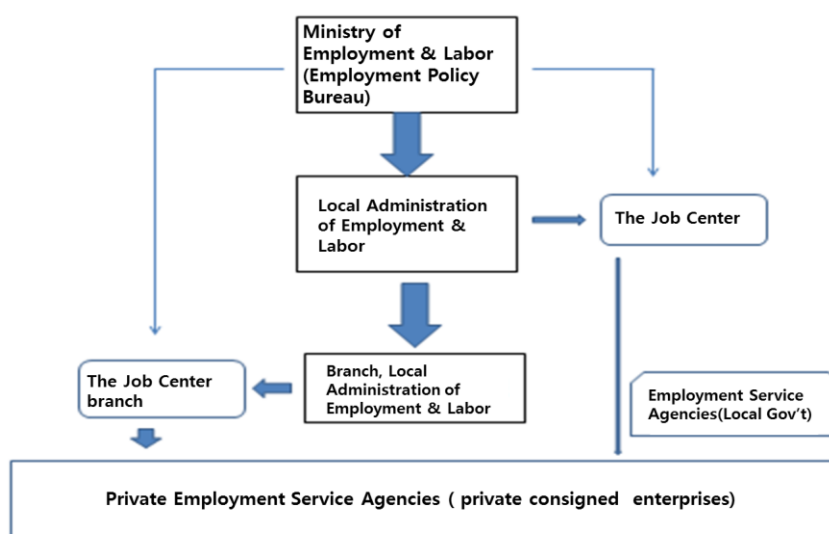 Ministry of
Employment & Labor
(Employment Policy
Bureau)
Local Administration
of Employment &
Labor
The Job Center
The Job Center
branch
Branch, Local
Administration of
Employment & Labor
Employment Service
Agencies(Local Gov't)
Private Employment Service Agencies ( private consigned enterprises)